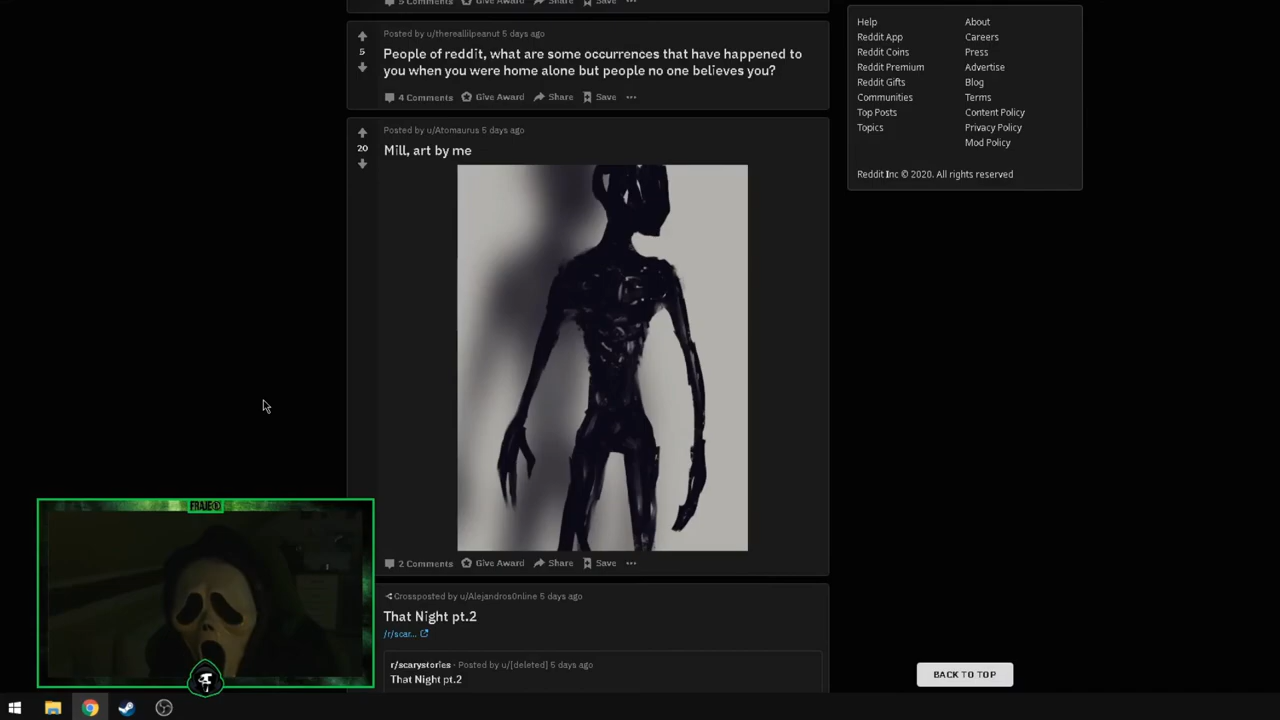 5 Comments Give Award Share Save
Posted by u/thereallilpeanut 5 days ago
5
People of reddit, what are some occurrences that have happened to
you when you were home alone but people no one believes you?
4 Comments Give Award Share Save
Posted by u/Atomaurus 5 days ago
20
Mill, art by me
2 Comments Give Award Share Save
Crossposted by u/Alejandros0nline 5 days ago
That Night pt.2
/r/scar...
r/scarystories · Posted by u/[deleted] 5 days ago
That Night pt.2
Help About
Reddit App Careers
Reddit Coins Press
Reddit Premium Advertise
Reddit Gifts Blog
Communities Terms
Top Posts Content Policy
Topics Privacy Policy
Mod Policy
Reddit Inc © 2020. All rights reserved
BACK TO TOP